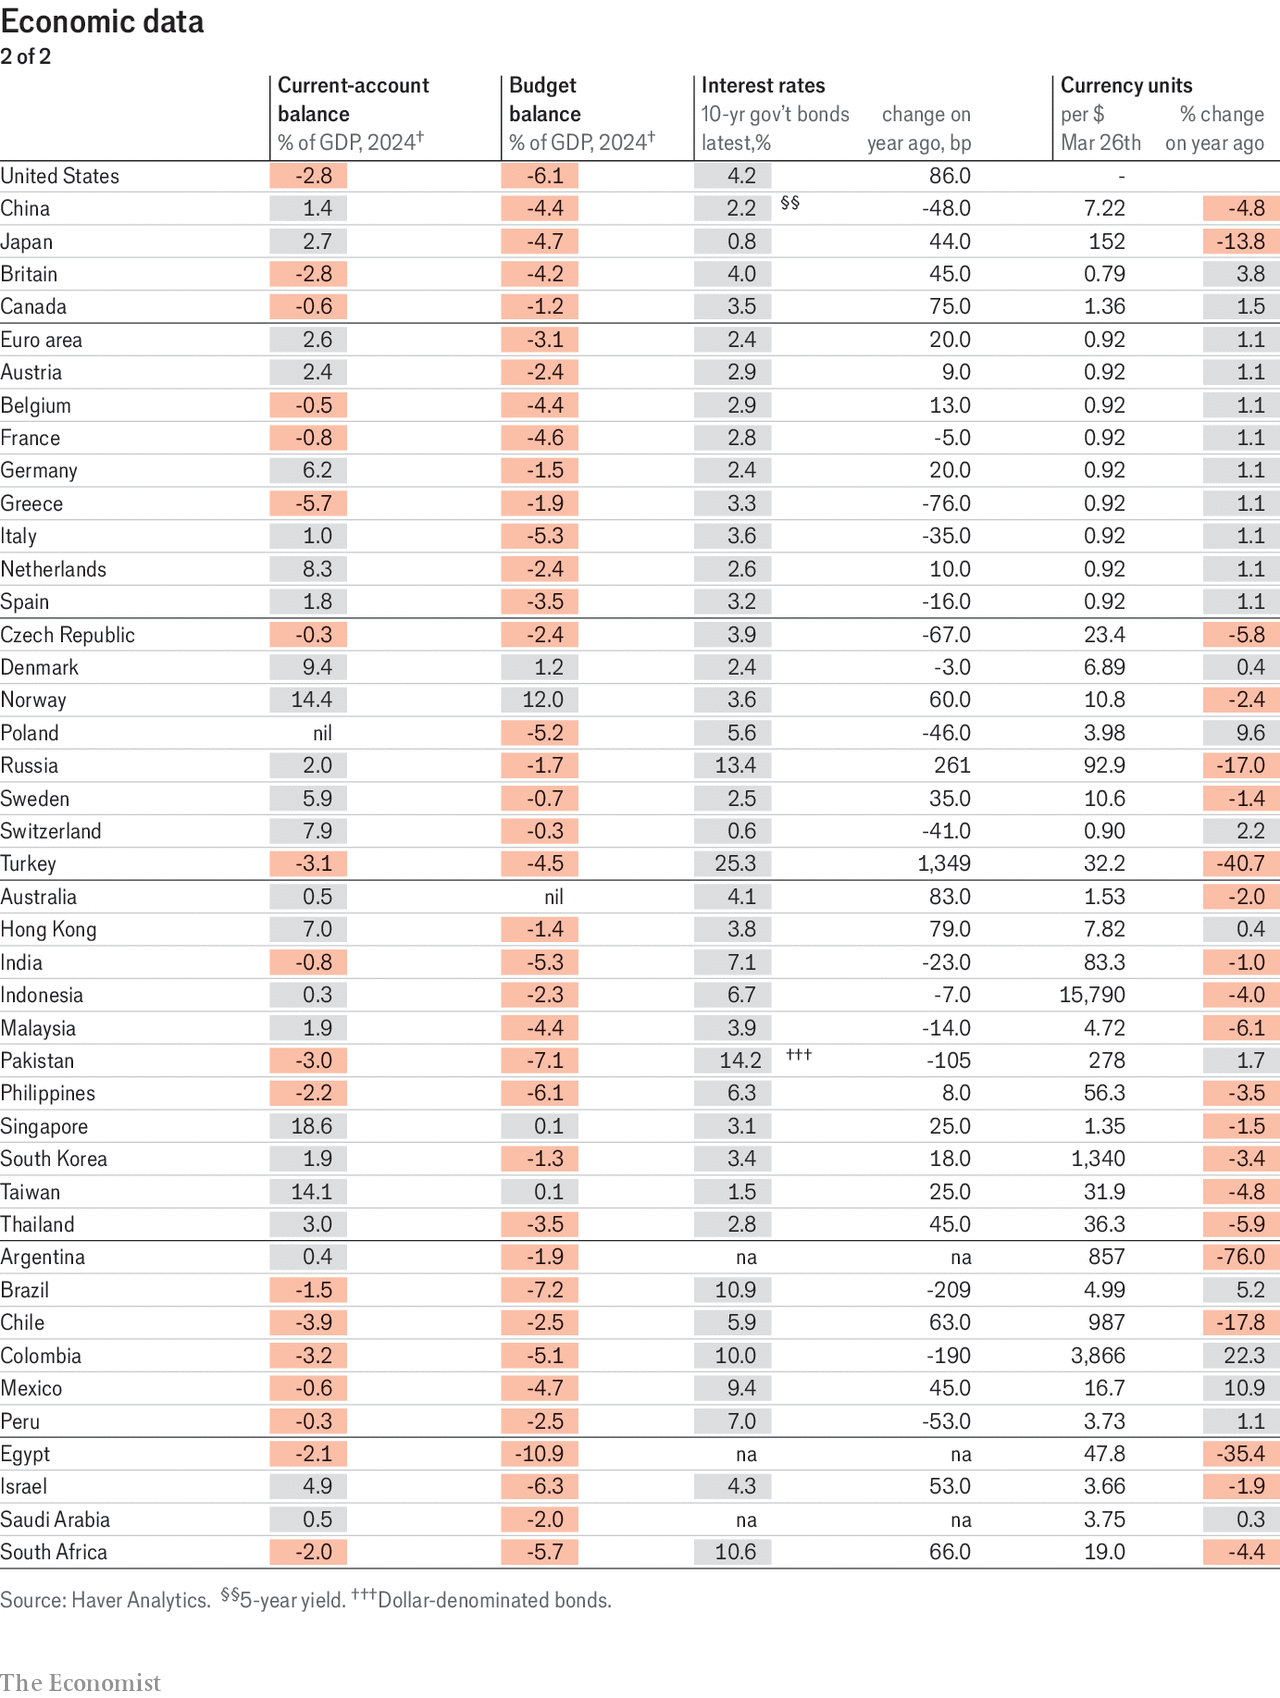 Economic data
2 of 2
Current-account balance % of GDP, 2024† Budget balance % of GDP, 2024† Interest rates 10-yr gov't bonds latest,% change on year ago, bp Currency units per $ Mar 26th % change on year ago
United States -2.8 -6.1 4.2 86.0 -
China 1.4 -4.4 2.2 §§ -48.0 7.22 -4.8
Japan 2.7 -4.7 0.8 44.0 152 -13.8
Britain -2.8 -4.2 4.0 45.0 0.79 3.8
Canada -0.6 -1.2 3.5 75.0 1.36 1.5
Euro area 2.6 -3.1 2.4 20.0 0.92 1.1
Austria 2.4 -2.4 2.9 9.0 0.92 1.1
Belgium -0.5 -4.4 2.9 13.0 0.92 1.1
France -0.8 -4.6 2.8 -5.0 0.92 1.1
Germany 6.2 -1.5 2.4 20.0 0.92 1.1
Greece -5.7 -1.9 3.3 -76.0 0.92 1.1
Italy 1.0 -5.3 3.6 -35.0 0.92 1.1
Netherlands 8.3 -2.4 2.6 10.0 0.92 1.1
Spain 1.8 -3.5 3.2 -16.0 0.92 1.1
Czech Republic -0.3 -2.4 3.9 -67.0 23.4 -5.8
Denmark 9.4 1.2 2.4 -3.0 6.89 0.4
Norway 14.4 12.0 3.6 60.0 10.8 -2.4
Poland nil -5.2 5.6 -46.0 3.98 9.6
Russia 2.0 -1.7 13.4 261 92.9 -17.0
Sweden 5.9 -0.7 2.5 35.0 10.6 -1.4
Switzerland 7.9 -0.3 0.6 -41.0 0.90 2.2
Turkey -3.1 -4.5 25.3 1,349 32.2 -40.7
Australia 0.5 nil 4.1 83.0 1.53 -2.0
Hong Kong 7.0 -1.4 3.8 79.0 7.82 0.4
India -0.8 -5.3 7.1 -23.0 83.3 -1.0
Indonesia 0.3 -2.3 6.7 -7.0 15,790 -4.0
Malaysia 1.9 -4.4 3.9 -14.0 4.72 -6.1
Pakistan -3.0 -7.1 14.2 ††† -105 278 1.7
Philippines -2.2 -6.1 6.3 8.0 56.3 -3.5
Singapore 18.6 0.1 3.1 25.0 1.35 -1.5
South Korea 1.9 -1.3 3.4 18.0 1,340 -3.4
Taiwan 14.1 0.1 1.5 25.0 31.9 -4.8
Thailand 3.0 -3.5 2.8 45.0 36.3 -5.9
Argentina 0.4 -1.9 na na 857 -76.0
Brazil -1.5 -7.2 10.9 -209 4.99 5.2
Chile -3.9 -2.5 5.9 63.0 987 -17.8
Colombia -3.2 -5.1 10.0 -190 3,866 22.3
Mexico -0.6 -4.7 9.4 45.0 16.7 10.9
Peru -0.3 -2.5 7.0 -53.0 3.73 1.1
Egypt -2.1 -10.9 na na 47.8 -35.4
Israel 4.9 -6.3 4.3 53.0 3.66 -1.9
Saudi Arabia 0.5 -2.0 na na 3.75 0.3
South Africa -2.0 -5.7 10.6 66.0 19.0 -4.4
Source: Haver Analytics. §§5-year yield. †††Dollar-denominated bonds.
The Economist